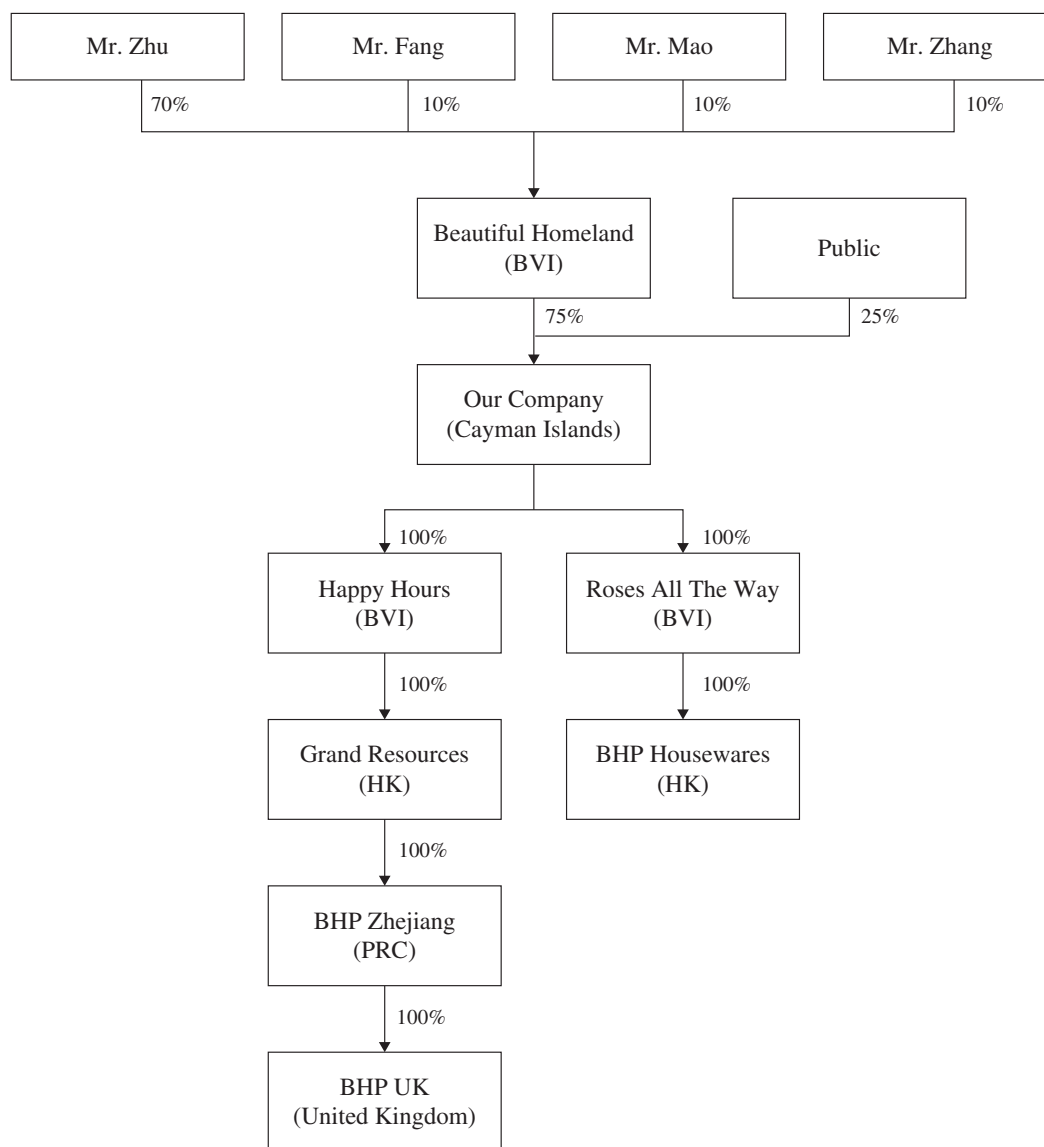 Mr. Zhu
Mr. Fang
Mr. Mao
Mr. Zhang
70%
10%
10%
10%
Beautiful Homeland
(BVI)
Public
75%
25%
Our Company
(Cayman Islands)
100%
100%
Happy Hours
(BVI)
Roses All The Way
(BVI)
100%
100%
Grand Resources
(HK)
BHP Housewares
(HK)
100%
BHP Zhejiang
(PRC)
100%
BHP UK
(United Kingdom)